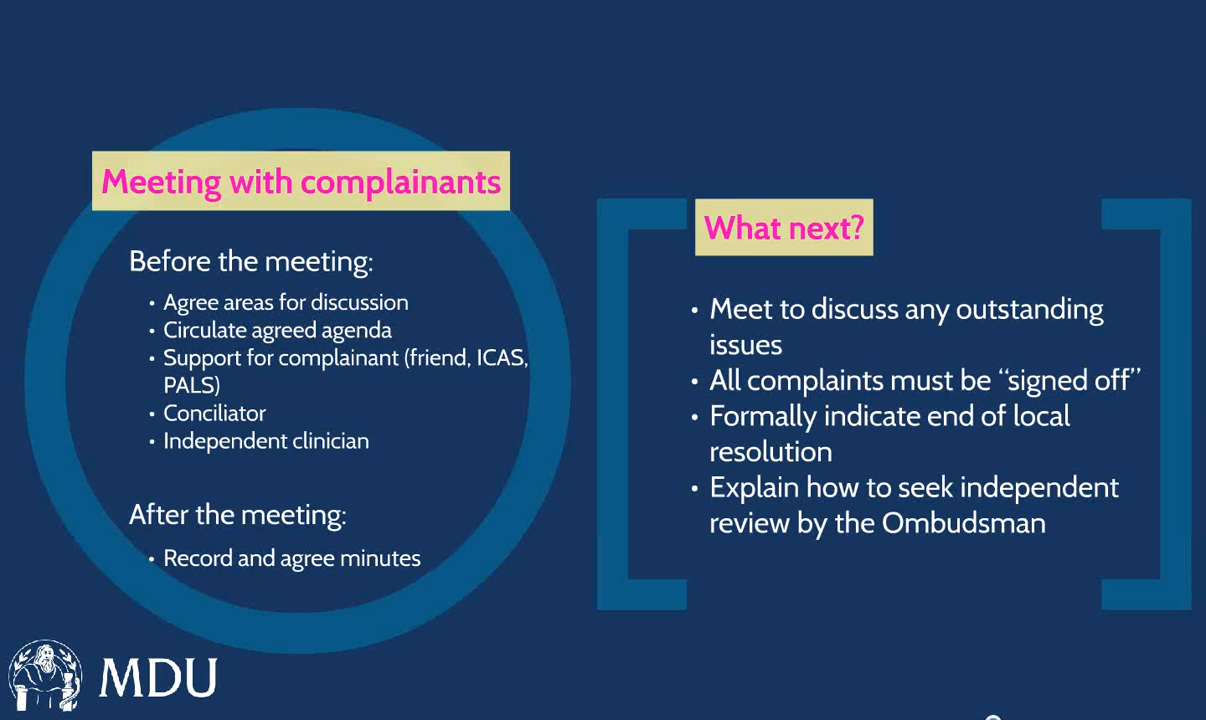 Meeting with complainants
Before the meeting:
• Agree areas for discussion
• Circulate agreed agenda
• Support for complainant (friend, ICAS,
PALS)
• Conciliator
• Independent clinician
After the meeting:
• Record and agree minutes
What next?
• Meet to discuss any outstanding
issues
• All complaints must be “signed off”
• Formally indicate end of local
resolution
• Explain how to seek independent
review by the Ombudsman
MDU